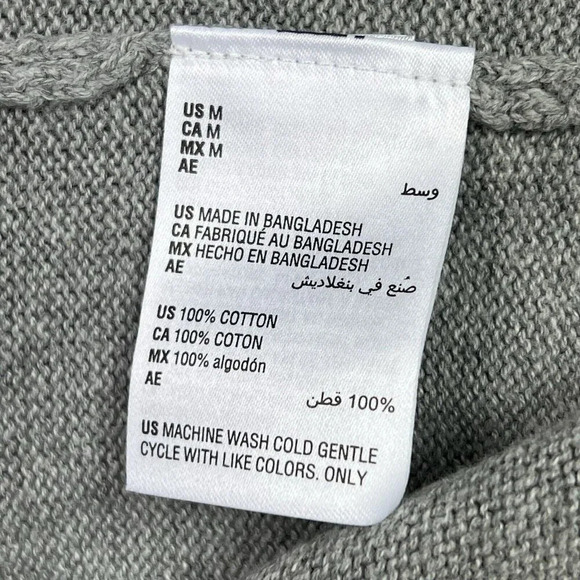 US M
CA M
MX M
AE
وسط
US MADE IN BANGLADESH
CA FABRIQUÉ AU BANGLADESH
MX HECHO EN BANGLADESH
AE
صُنع في بنغلاديش
US 100% COTTON
CA 100% COTON
MX 100% algodón
AE
100% قطن
US MACHINE WASH COLD GENTLE
CYCLE WITH LIKE COLORS. ONLY